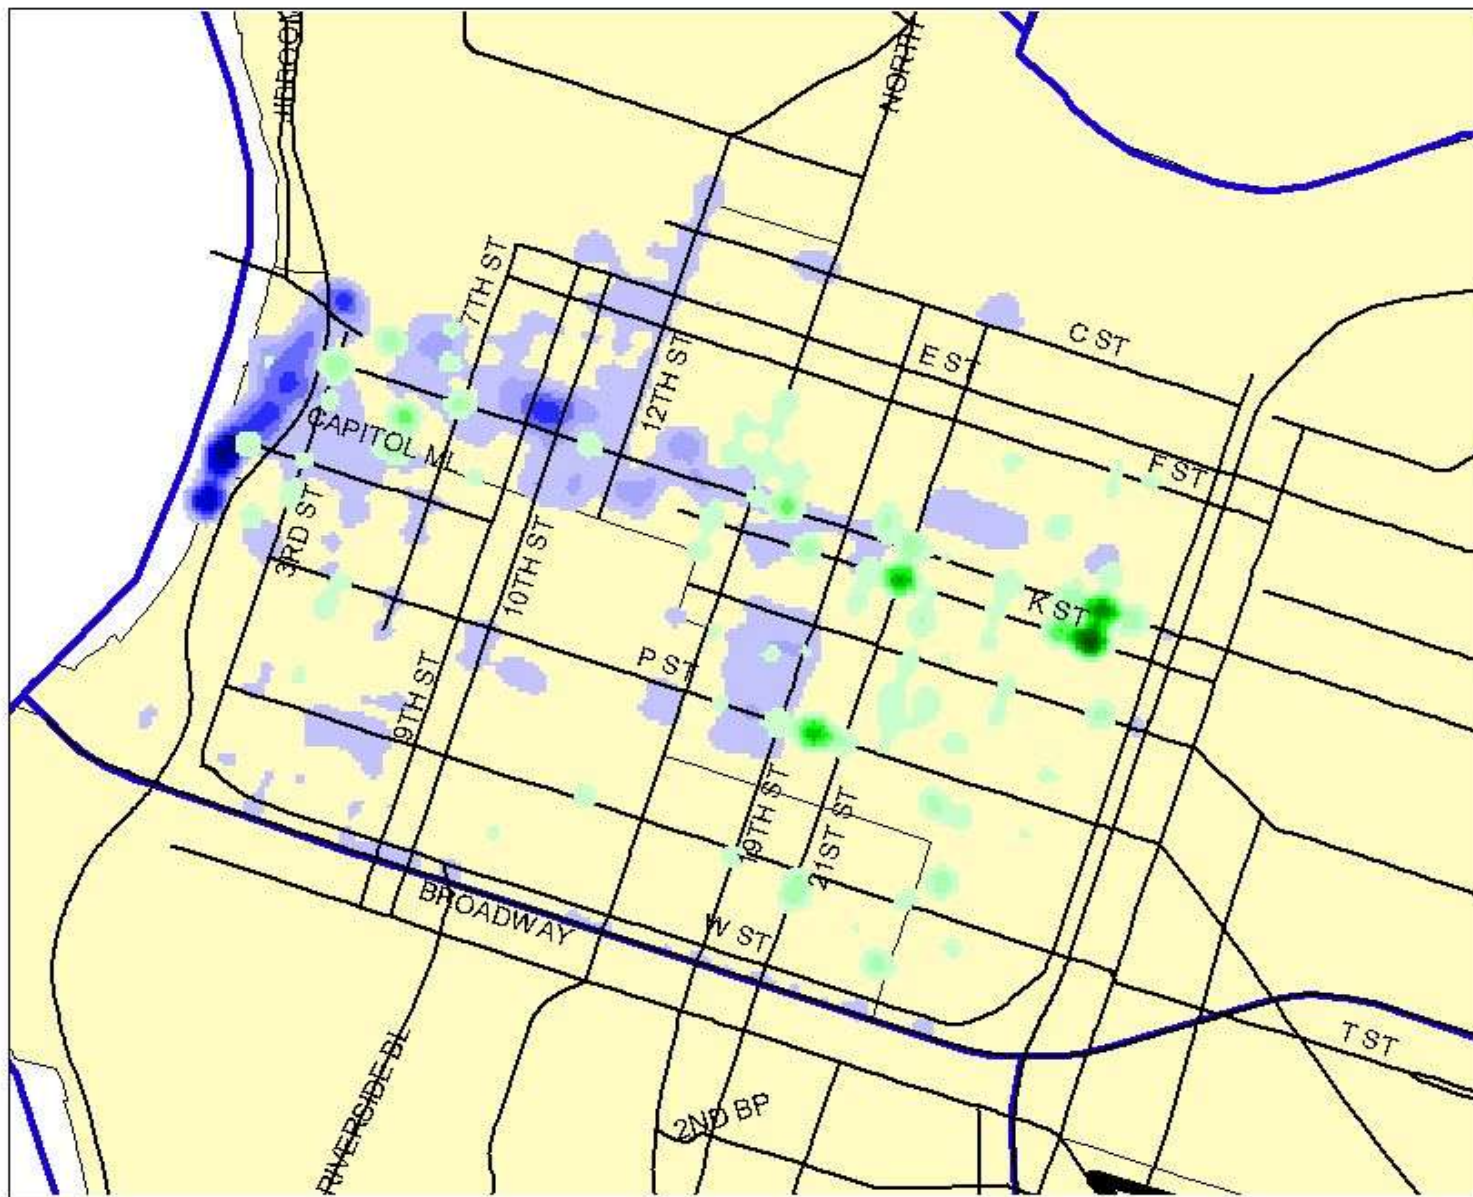 NORTH
C ST
7TH ST
E ST
12TH ST
CAPITOL ML
F ST
3RD ST
10TH ST
K ST
P ST
9TH ST
19TH ST
21ST ST
BROADWAY
W ST
T ST
RIVERSIDE BL
2ND BP